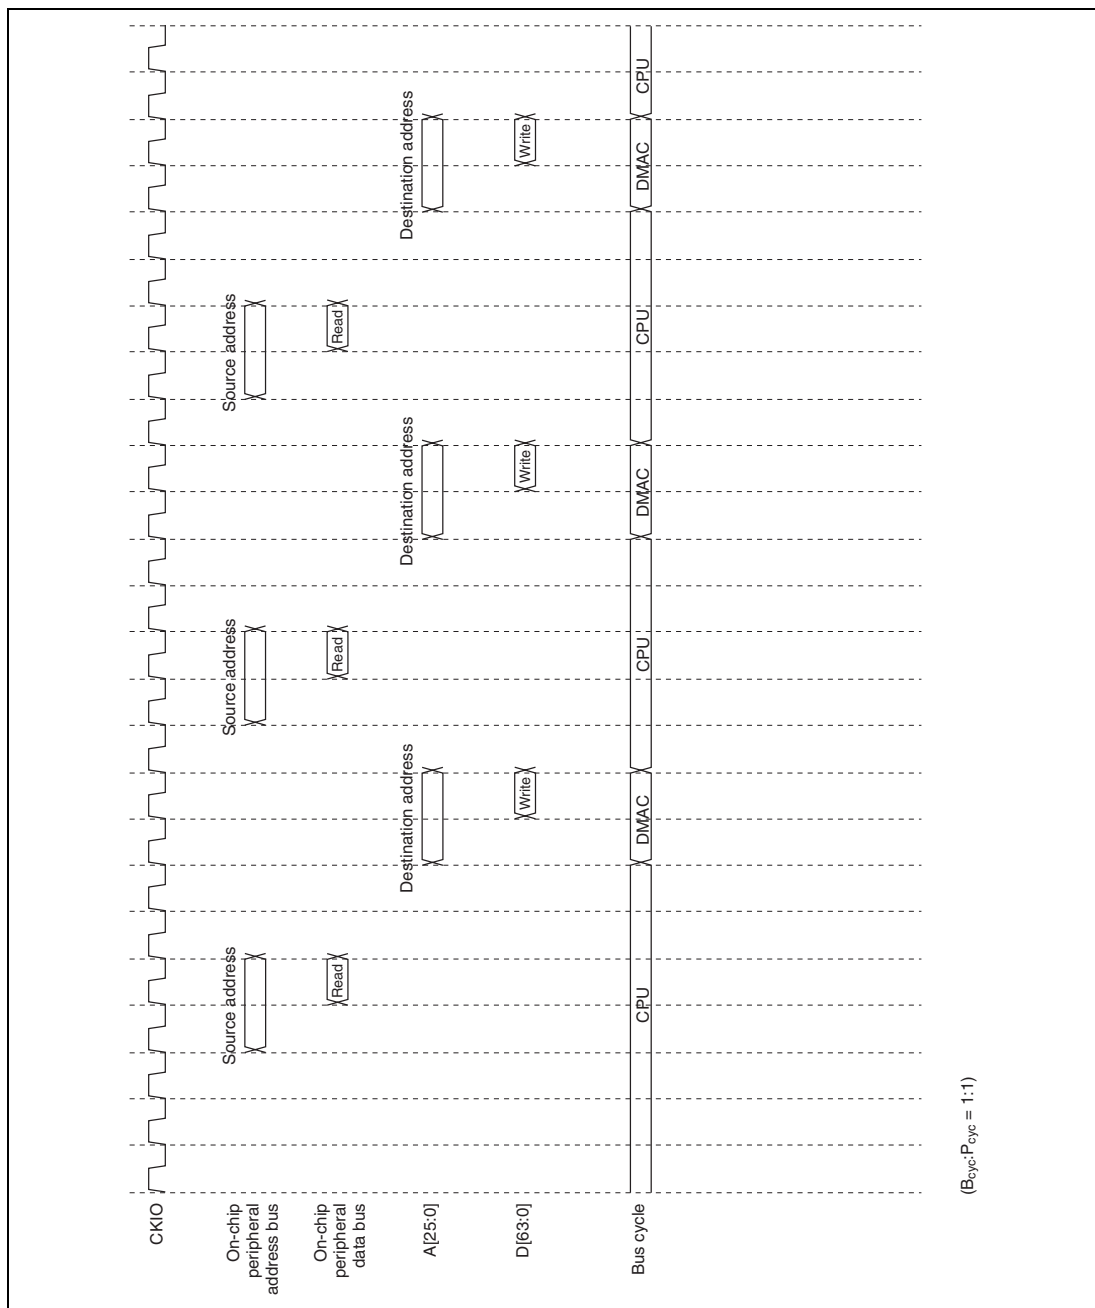 CKIO
On-chip
peripheral
address bus
Source address
Source address
Source address
On-chip
peripheral
data bus
Read
Read
Read
A[25:0]
Destination address
Destination address
Destination address
D[63:0]
Write
Write
Write
Bus cycle
CPU
DMAC
CPU
DMAC
CPU
DMAC
CPU
(Bcyc:Pcyc = 1:1)